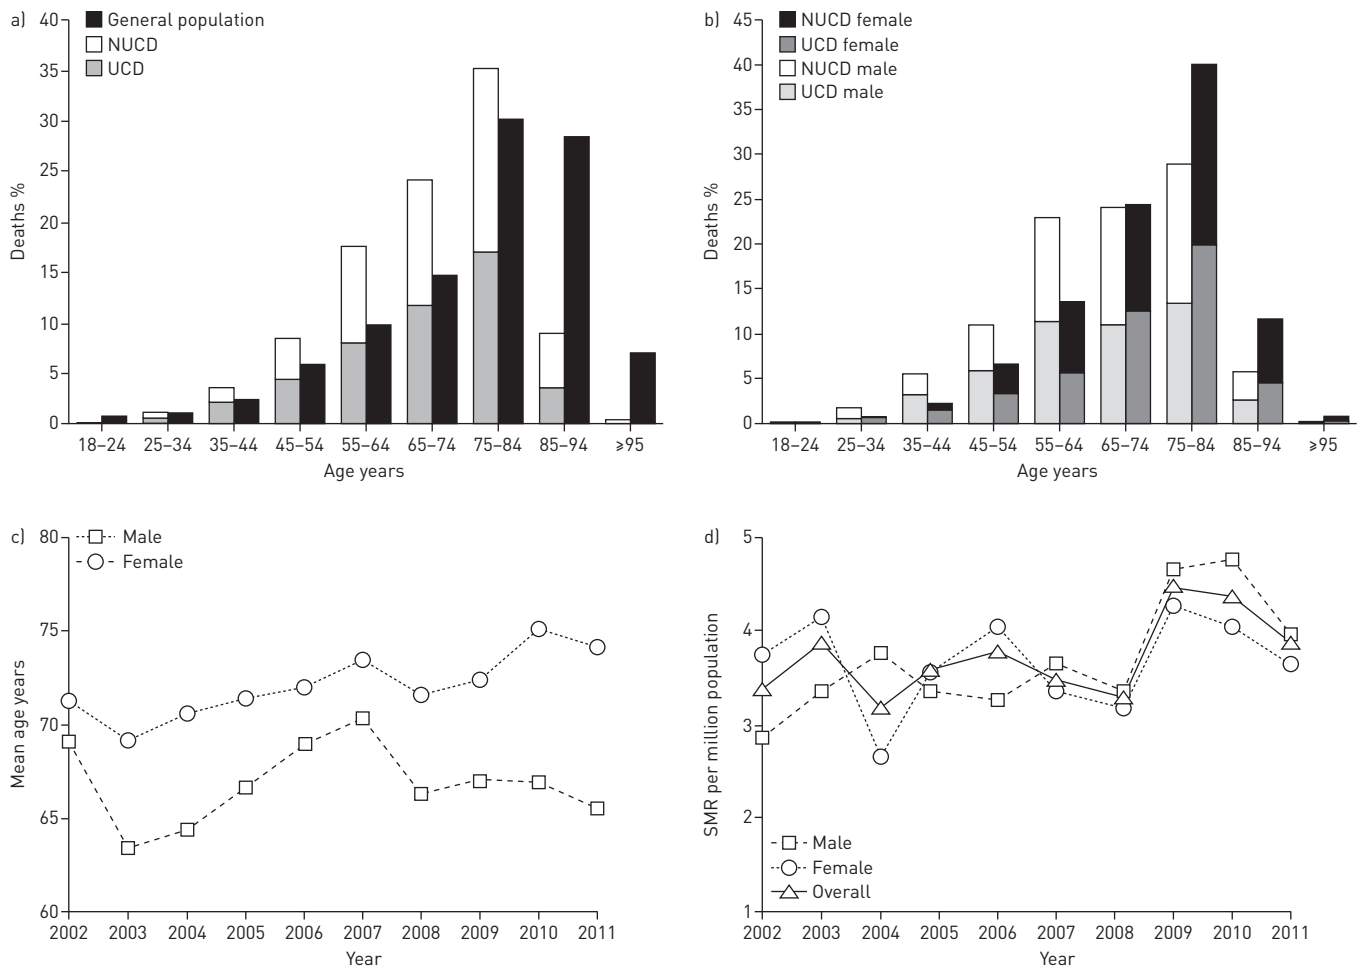 a)
General population
NUCD
UCD
40
35
30
25
20
15
10
5
0
Deaths %
18–24 25–34 35–44 45–54 55–64 65–74 75–84 85–94 ≥95
Age years
b)
NUCD female
UCD female
NUCD male
UCD male
45
40
35
30
25
20
15
10
5
0
Deaths %
18–24 25–34 35–44 45–54 55–64 65–74 75–84 85–94 ≥95
Age years
c)
Male
Female
80
75
70
65
60
Mean age years
2002 2003 2004 2005 2006 2007 2008 2009 2010 2011
Year
d)
5
4
3
2
1
SMR per million population
Male
Female
Overall
2002 2003 2004 2005 2006 2007 2008 2009 2010 2011
Year